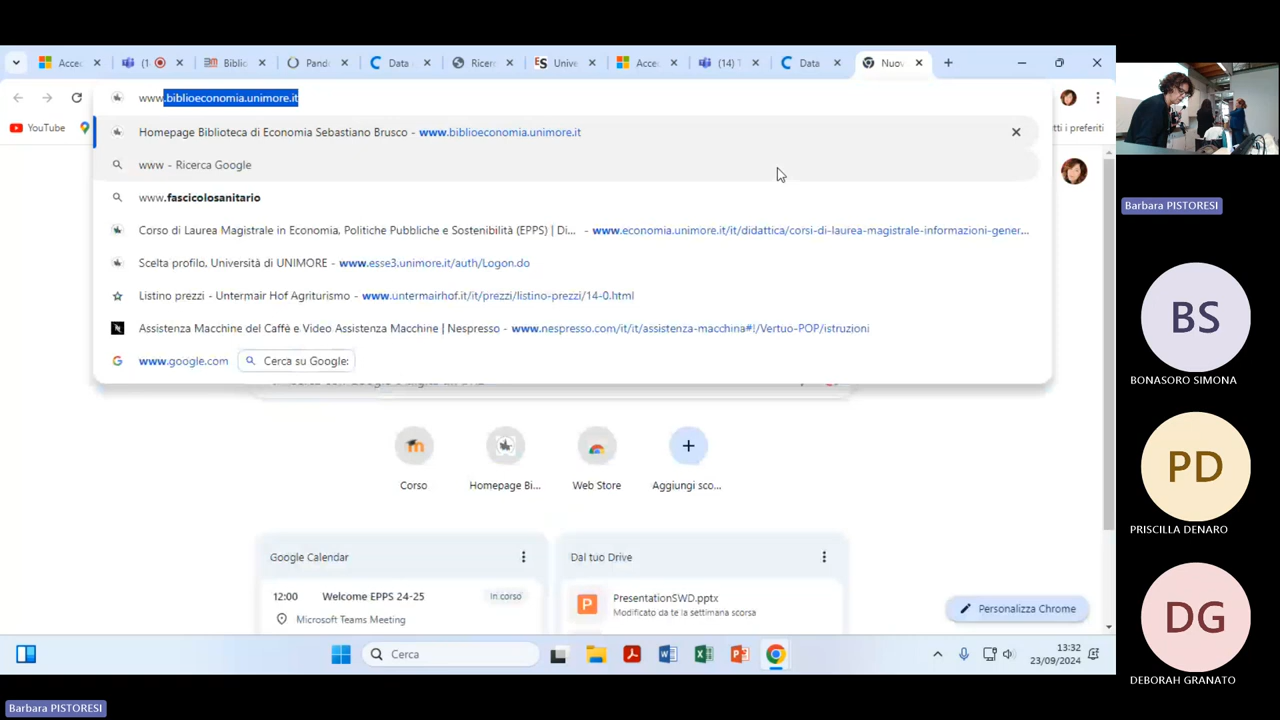 Acce
(1
Biblic
Pando
Data
Ricerr
Unive
Acce
(14) T
Data
Nuov
www.biblioeconomia.unimore.it
YouTube
tti i preferiti
Homepage Biblioteca di Economia Sebastiano Brusco - www.biblioeconomia.unimore.it
www - Ricerca Google
www.fascicolosanitario
Corso di Laurea Magistrale in Economia, Politiche Pubbliche e Sostenibilità (EPPS) | Di... - www.economia.unimore.it/it/didattica/corsi-di-laurea-magistrale-informazioni-gener...
Scelta profilo, Università di UNIMORE - www.esse3.unimore.it/auth/Logon.do
Listino prezzi - Untermair Hof Agriturismo - www.untermairhof.it/it/prezzi/listino-prezzi/14-0.html
Assistenza Macchine del Caffè e Video Assistenza Macchine | Nespresso - www.nespresso.com/it/it/assistenza-macchina#!/Vertuo-POP/istruzioni
www.google.com Cerca su Google:
Corso
Homepage Bi...
Web Store
Aggiungi sco...
Google Calendar
Dal tuo Drive
12:00 Welcome EPPS 24-25 In corso
Microsoft Teams Meeting
PresentationSWD.pptx
Modificato da te la settimana scorsa
Personalizza Chrome
Cerca
13:32
23/09/2024
Barbara PISTORESI
BS
BONASORO SIMONA
PD
PRISCILLA DENARO
DG
DEBORAH GRANATO
Barbara PISTORESI